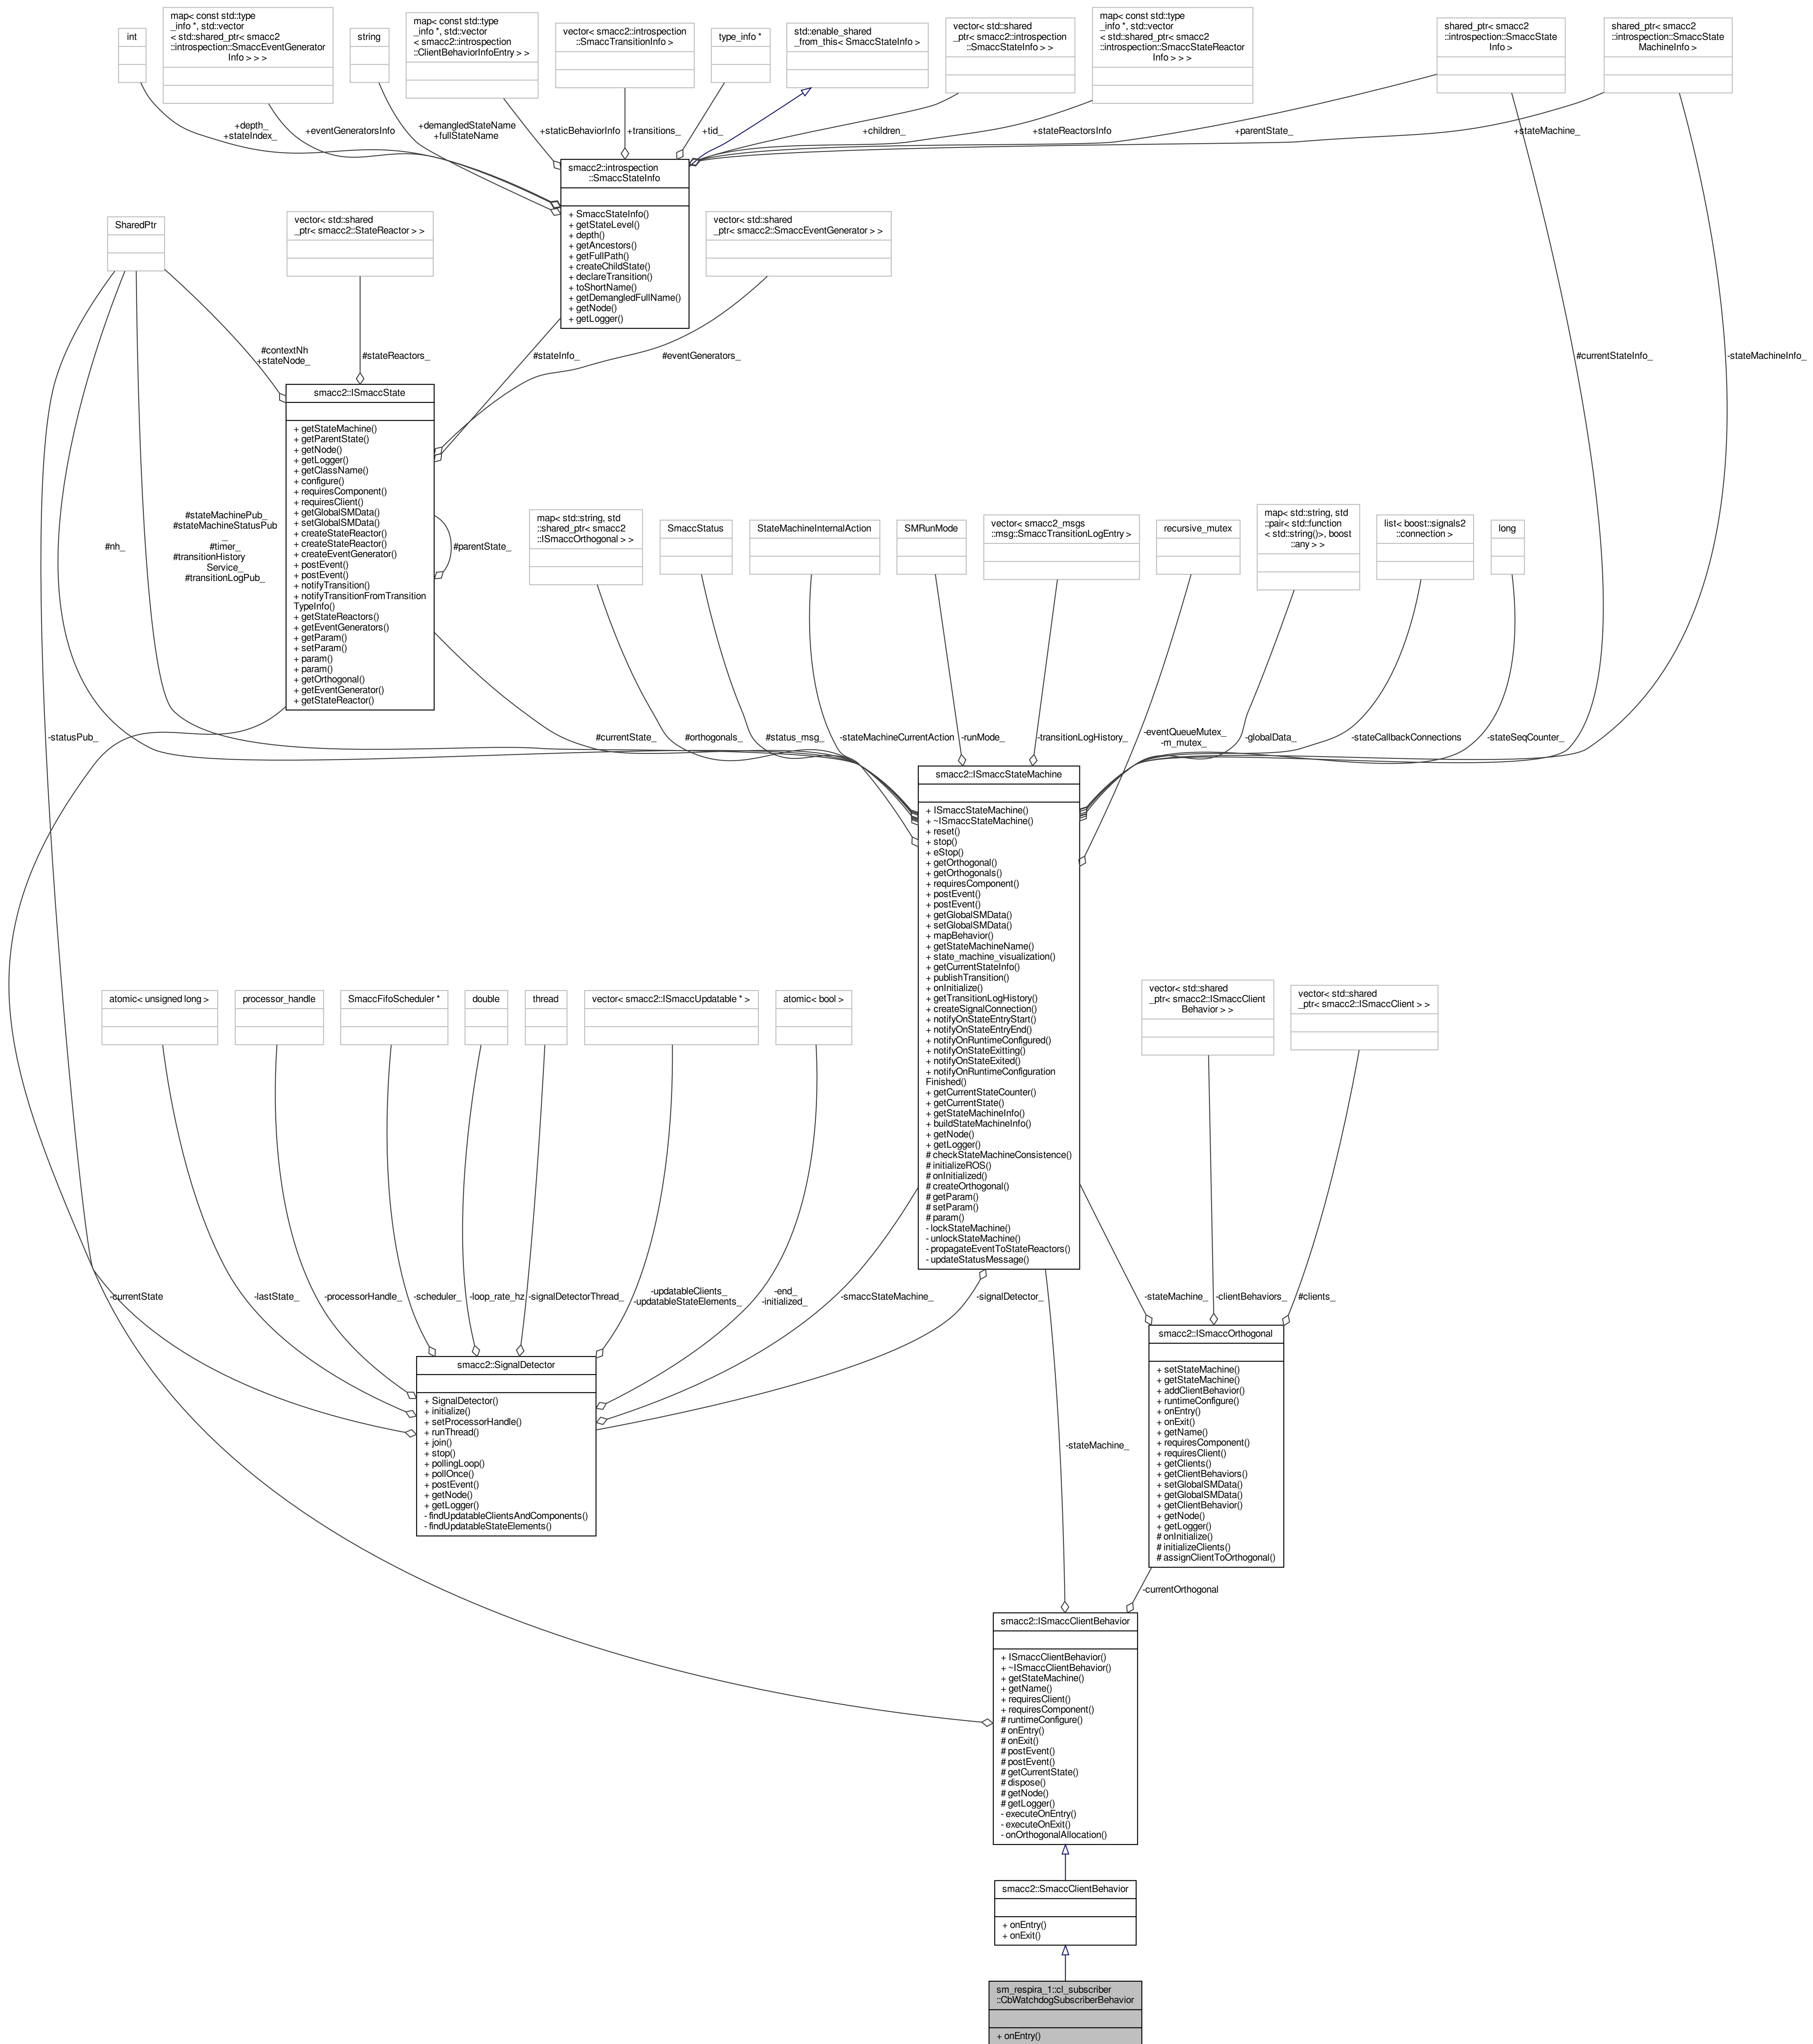 int
map< const std::type
_info *, std::vector
< std::shared_ptr< smacc2
::introspection::SmaccEventGenerator
Info > > >
string
map< const std::type
_info *, std::vector
< smacc2::introspection
::ClientBehaviorInfoEntry > >
vector< smacc2::introspection
::SmaccTransitionInfo >
type_info *
std::enable_shared
_from_this< SmaccStateInfo >
vector< std::shared
_ptr< smacc2::introspection
::SmaccStateInfo > >
map< const std::type
_info *, std::vector
< std::shared_ptr< smacc2
::introspection::SmaccStateReactor
Info > > >
shared_ptr< smacc2
::introspection::SmaccState
Info >
shared_ptr< smacc2
::introspection::SmaccState
MachineInfo >
+depth_
+stateIndex_
+eventGeneratorsInfo
+demangledStateName
+fullStateName
+staticBehaviorInfo
+transitions_
+tid_
+children_
+stateReactorsInfo
+parentState_
+stateMachine_
smacc2::introspection
::SmaccStateInfo
+ SmaccStateInfo()
+ getStateLevel()
+ depth()
+ getAncestors()
+ getFullPath()
+ createChildState()
+ declareTransition()
+ toShortName()
+ getDemangledFullName()
+ getNode()
+ getLogger()
SharedPtr
vector< std::shared
_ptr< smacc2::StateReactor > >
vector< std::shared
_ptr< smacc2::SmaccEventGenerator > >
#contextNh
+stateNode_
#stateReactors_
#stateInfo_
#eventGenerators_
#currentStateInfo_
-stateMachineInfo_
smacc2::ISmaccState
+ getStateMachine()
+ getParentState()
+ getNode()
+ getLogger()
+ getClassName()
+ configure()
+ requiresComponent()
+ requiresClient()
+ getGlobalSMData()
+ setGlobalSMData()
+ createStateReactor()
+ createStateReactor()
+ createEventGenerator()
+ postEvent()
+ postEvent()
+ notifyTransition()
+ notifyTransitionFromTransition
TypeInfo()
+ getStateReactors()
+ getEventGenerators()
+ getParam()
+ setParam()
+ param()
+ param()
+ getOrthogonal()
+ getEventGenerator()
+ getStateReactor()
#parentState_
#nh_
#stateMachinePub_
#stateMachineStatusPub
_
#timer_
#transitionHistory
Service_
#transitionLogPub_
map< std::string, std
::shared_ptr< smacc2
::ISmaccOrthogonal > >
SmaccStatus
StateMachineInternalAction
SMRunMode
vector< smacc2_msgs
::msg::SmaccTransitionLogEntry >
recursive_mutex
map< std::string, std
::pair< std::function
< std::string()>, boost
::any > >
list< boost::signals2
::connection >
long
-statusPub_
#currentState_
#orthogonals_
#status_msg_
-stateMachineCurrentAction
-runMode_
-transitionLogHistory_
-eventQueueMutex_
-m_mutex_
-globalData_
-stateCallbackConnections
-stateSeqCounter_
smacc2::ISmaccStateMachine
+ ISmaccStateMachine()
+ ~ISmaccStateMachine()
+ reset()
+ stop()
+ eStop()
+ getOrthogonal()
+ getOrthogonals()
+ requiresComponent()
+ postEvent()
+ postEvent()
+ getGlobalSMData()
+ setGlobalSMData()
+ mapBehavior()
+ getStateMachineName()
+ state_machine_visualization()
+ getCurrentStateInfo()
+ publishTransition()
+ onInitialize()
+ getTransitionLogHistory()
+ createSignalConnection()
+ notifyOnStateEntryStart()
+ notifyOnStateEntryEnd()
+ notifyOnRuntimeConfigured()
+ notifyOnStateExitting()
+ notifyOnStateExited()
+ notifyOnRuntimeConfiguration
Finished()
+ getCurrentStateCounter()
+ getCurrentState()
+ getStateMachineInfo()
+ buildStateMachineInfo()
+ getNode()
+ getLogger()
# checkStateMachineConsistence()
# initializeROS()
# onInitialized()
# createOrthogonal()
# getParam()
# setParam()
# param()
- lockStateMachine()
- unlockStateMachine()
- propagateEventToStateReactors()
- updateStatusMessage()
atomic< unsigned long >
processor_handle
SmaccFifoScheduler *
double
thread
vector< smacc2::ISmaccUpdatable * >
atomic< bool >
vector< std::shared
_ptr< smacc2::ISmaccClient
Behavior > >
vector< std::shared
_ptr< smacc2::ISmaccClient > >
-currentState
-lastState_
-processorHandle_
-scheduler_
-loop_rate_hz
-signalDetectorThread_
-updatableClients_
-updatableStateElements_
-end_
-initialized_
-smaccStateMachine_
-signalDetector_
-stateMachine_
-clientBehaviors_
#clients_
smacc2::SignalDetector
+ SignalDetector()
+ initialize()
+ setProcessorHandle()
+ runThread()
+ join()
+ stop()
+ pollingLoop()
+ pollOnce()
+ postEvent()
+ getNode()
+ getLogger()
- findUpdatableClientsAndComponents()
- findUpdatableStateElements()
smacc2::ISmaccOrthogonal
+ setStateMachine()
+ getStateMachine()
+ addClientBehavior()
+ runtimeConfigure()
+ onEntry()
+ onExit()
+ getName()
+ requiresComponent()
+ requiresClient()
+ getClients()
+ getClientBehaviors()
+ setGlobalSMData()
+ getGlobalSMData()
+ getClientBehavior()
+ getNode()
+ getLogger()
# onInitialize()
# initializeClients()
# assignClientToOrthogonal()
-stateMachine_
-currentOrthogonal
smacc2::ISmaccClientBehavior
+ ISmaccClientBehavior()
+ ~ISmaccClientBehavior()
+ getStateMachine()
+ getName()
+ requiresClient()
+ requiresComponent()
# runtimeConfigure()
# onEntry()
# onExit()
# postEvent()
# postEvent()
# getCurrentState()
# dispose()
# getNode()
# getLogger()
- executeOnEntry()
- executeOnExit()
- onOrthogonalAllocation()
smacc2::SmaccClientBehavior
+ onEntry()
+ onExit()
sm_respira_1::cl_subscriber
::CbWatchdogSubscriberBehavior
+ onEntry()